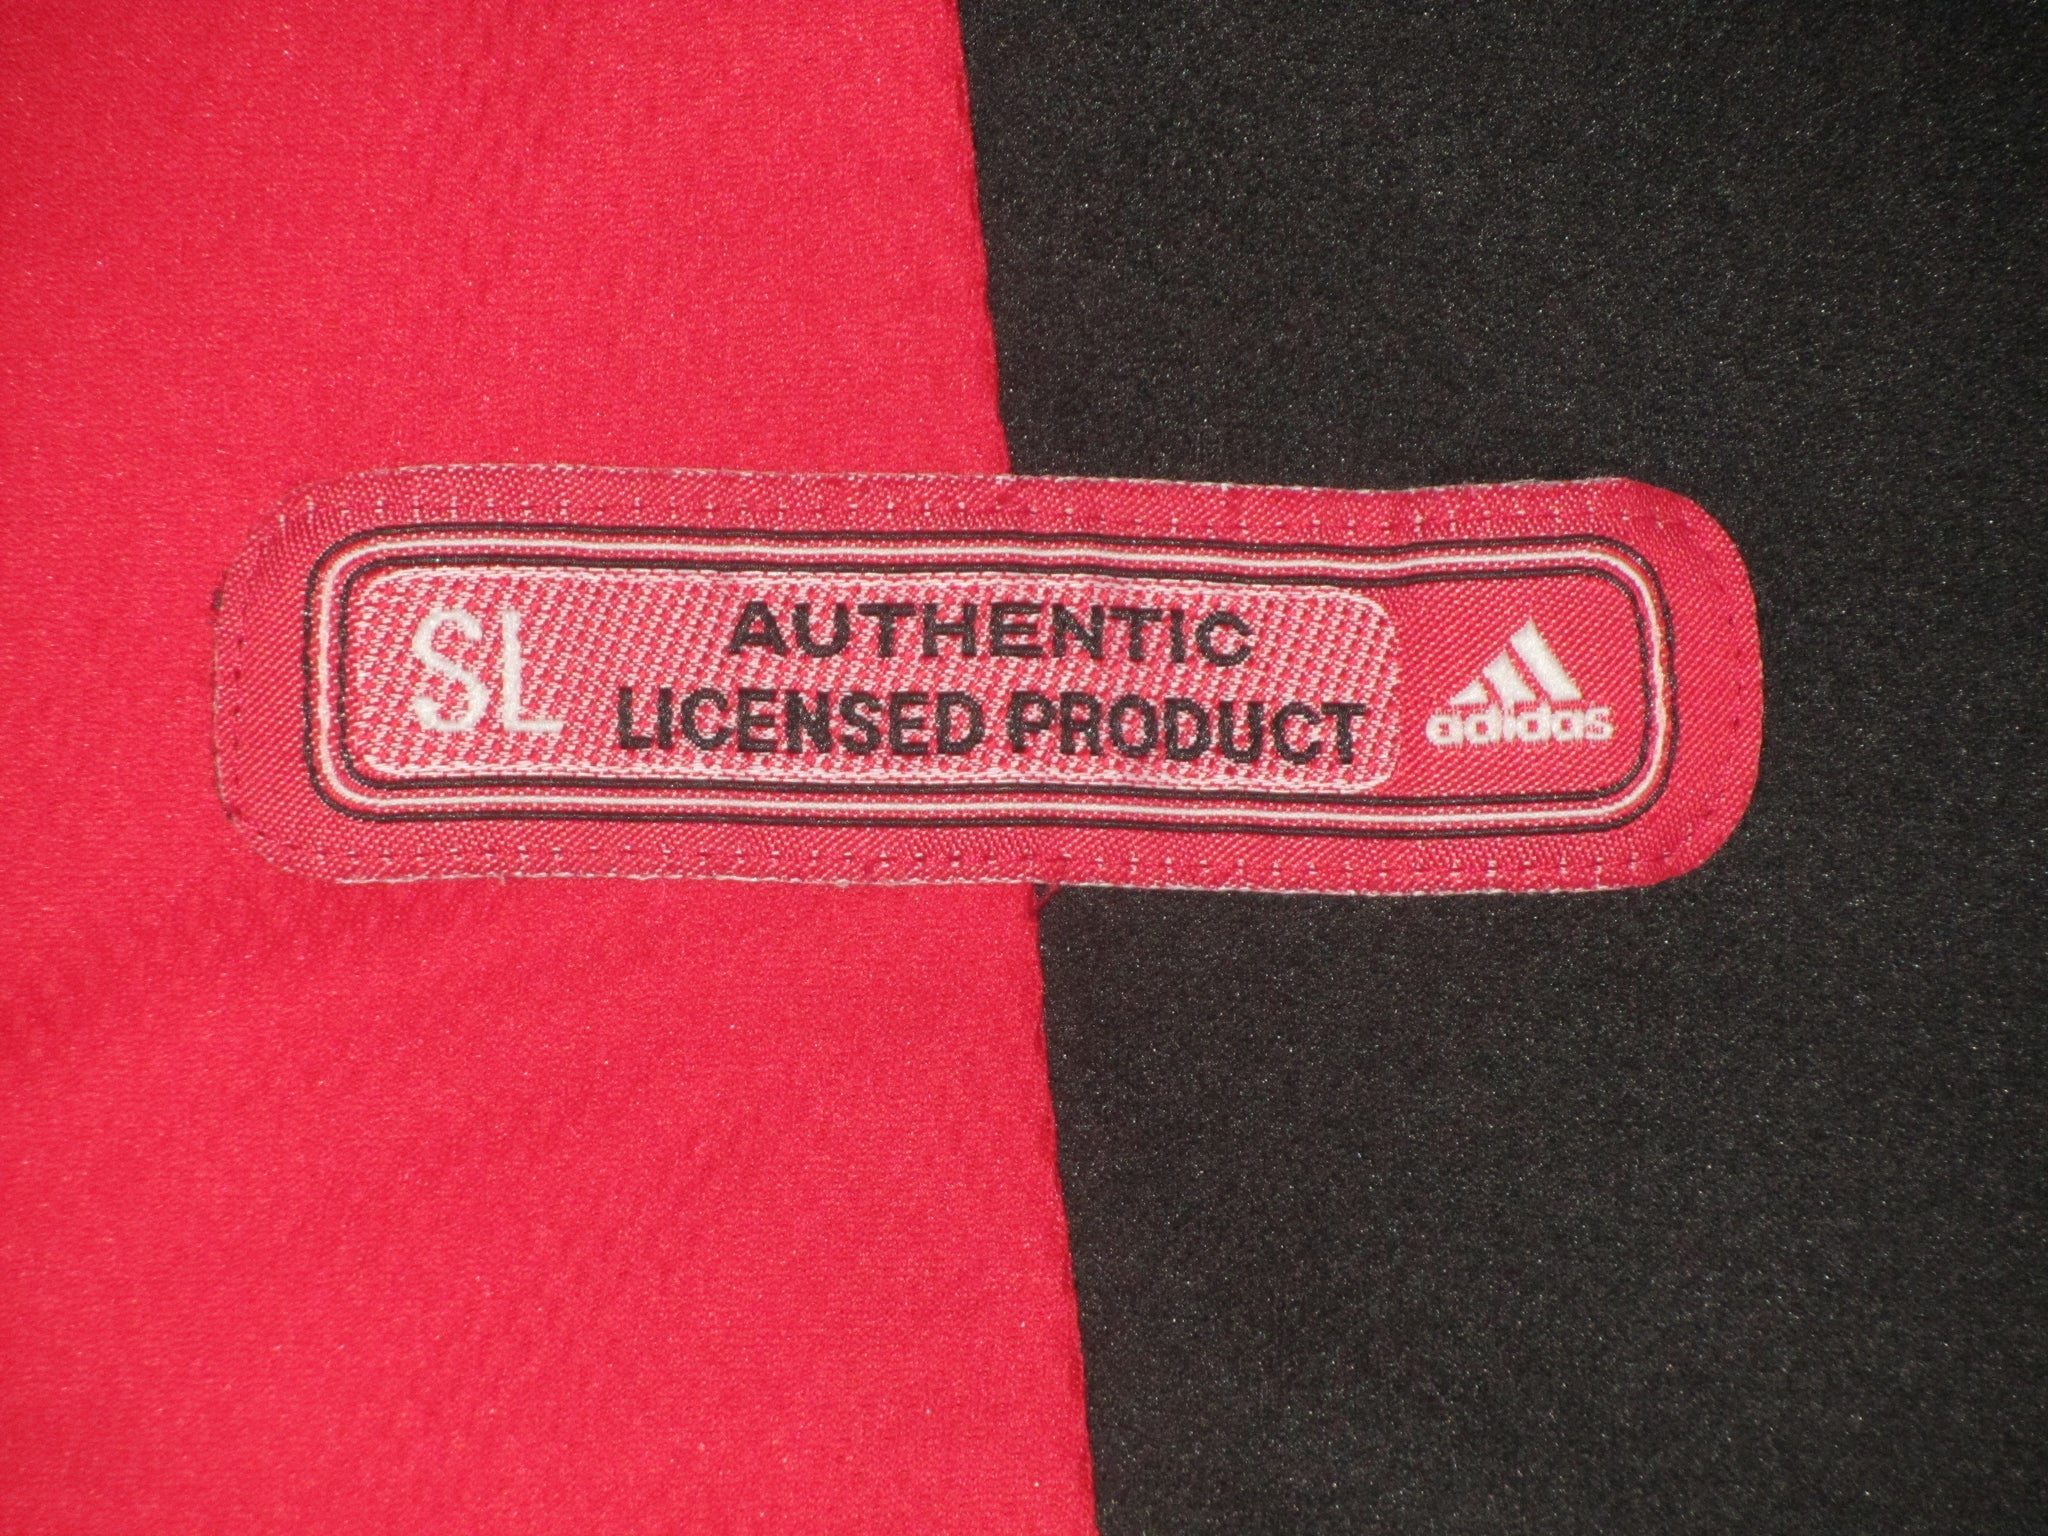 SL
AUTHENTIC
LICENSED PRODUCT
adidas